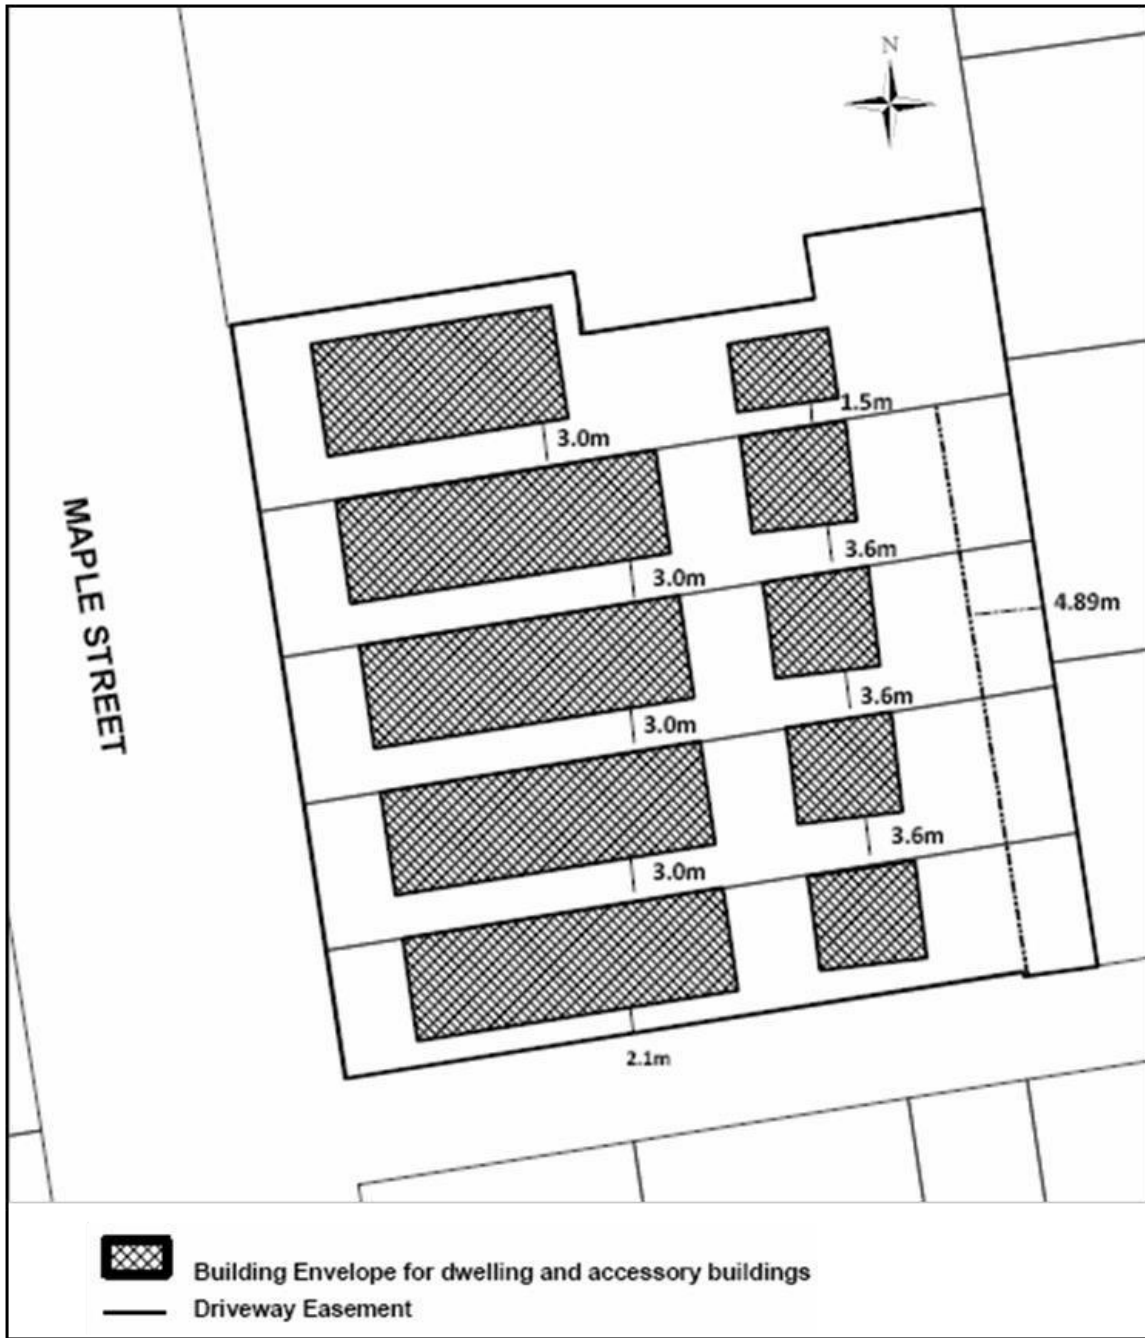 N
1.5m
3.0m
3.6m
3.0m
4.89m
3.6m
3.0m
3.6m
3.0m
2.1m
MAPLE STREET
Building Envelope for dwelling and accessory buildings
Driveway Easement